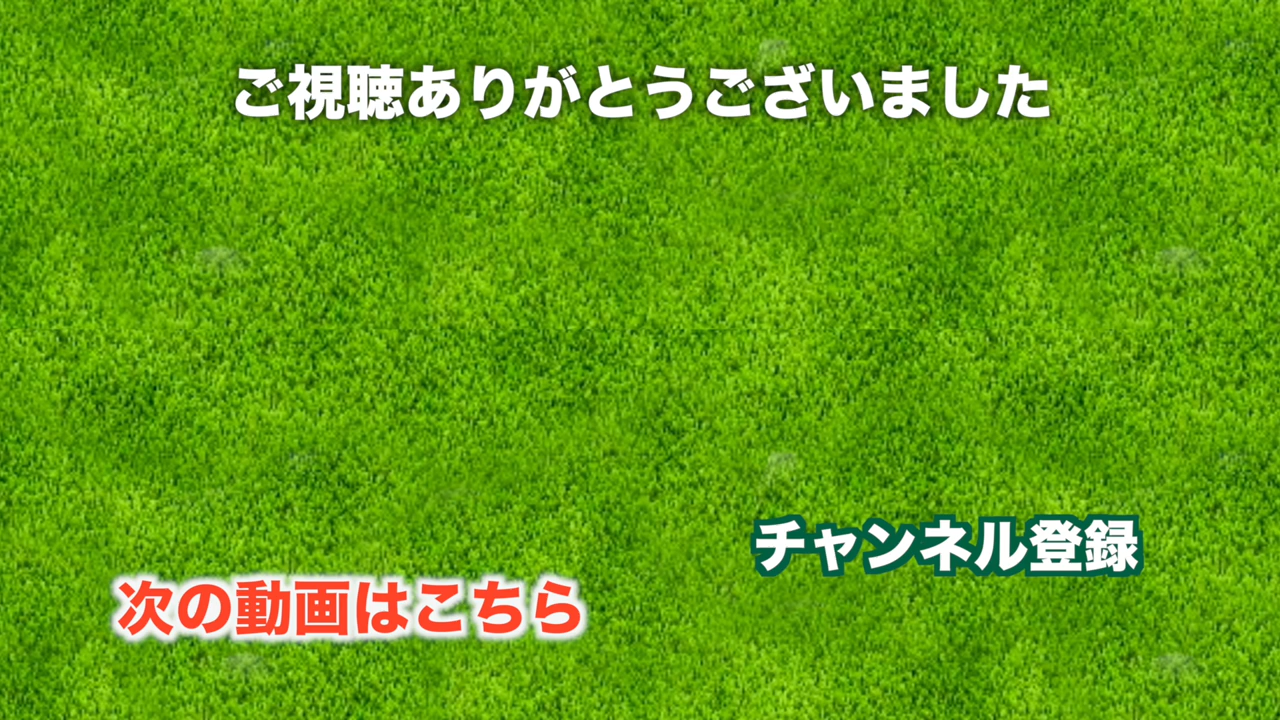 ご視聴ありがとうございました
チャンネル登録
次の動画はこちら